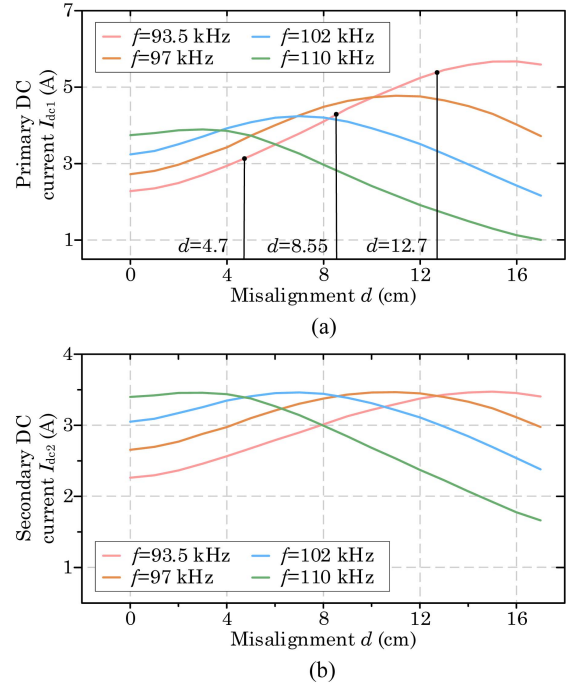 7
f=93.5 kHz f=102 kHz
f=97 kHz f=110 kHz
5
Primary DC
current I_dc1 (A)
3
1
d=4.7 d=8.55 d=12.7
0 4 8 12 16
Misalignment d (cm)
(a)
4
3
Secondary DC
current I_dc2 (A)
2
f=93.5 kHz f=102 kHz
f=97 kHz f=110 kHz
1
0 4 8 12 16
Misalignment d (cm)
(b)